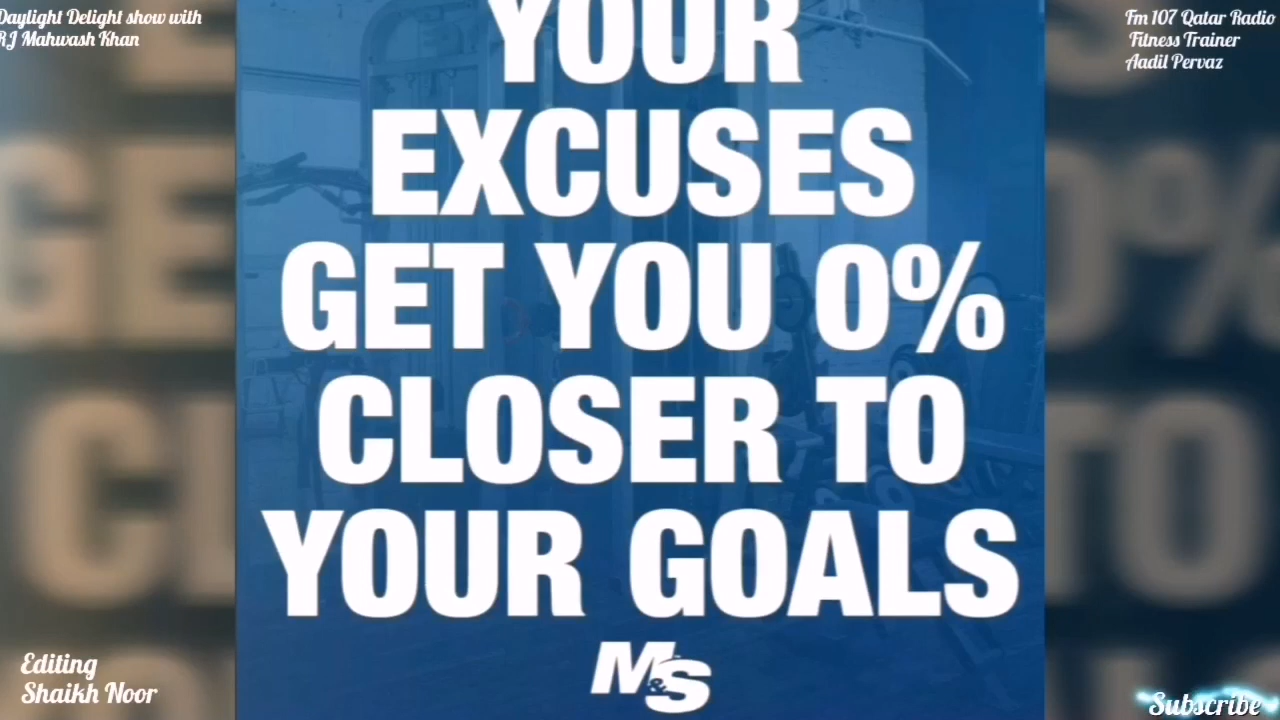 Daylight Delight show with
RJ Mahwash Khan
Fm 107 Qatar Radio
Fitness Trainer
Aadil Pervaz
YOUR
EXCUSES
GET YOU 0%
CLOSER TO
YOUR GOALS
M&S
Editing
Shaikh Noor
Subscribe